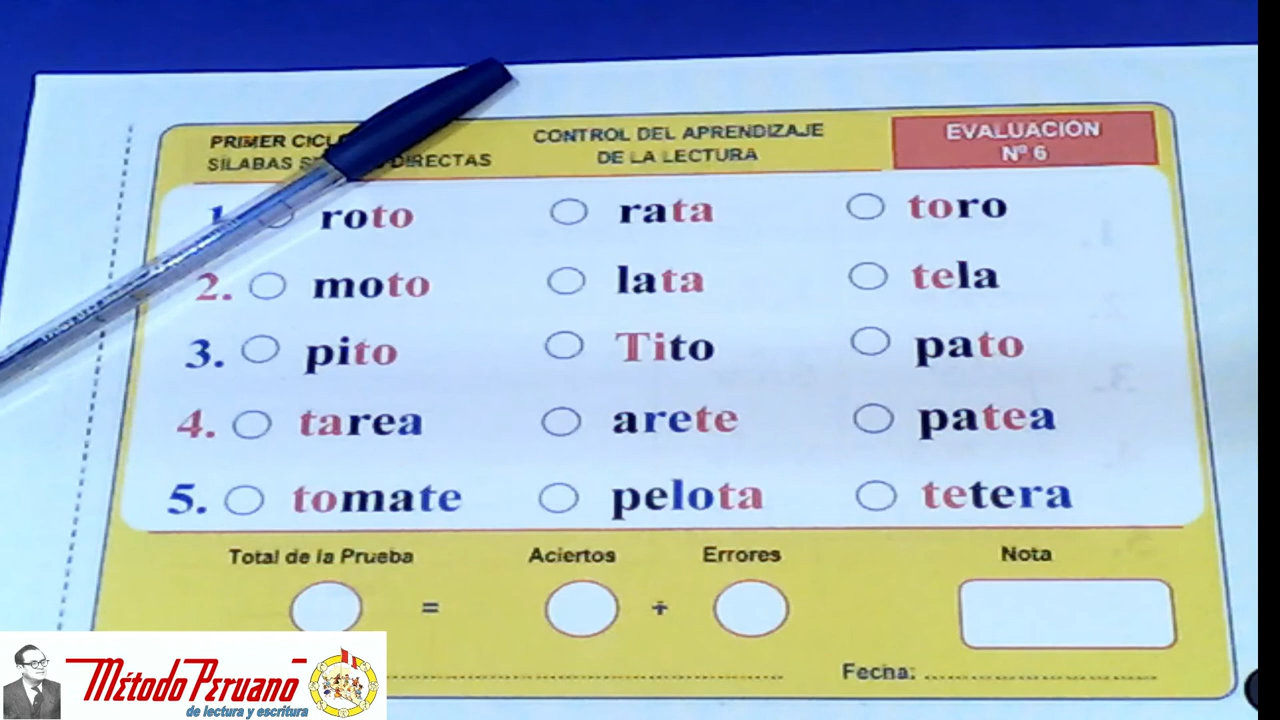 PRIMER
CONTROL DEL APRENDIZAJE
EVALUACIÓN
SÍLABAS DIRECTAS
DE LA LECTURA
Nº 6
1. roto rata toro
2. moto lata tela
3. pito Tito pato
4. tarea arete patea
5. tomate pelota tetera
Total de la Prueba Aciertos Errores Nota
= +
Fecha:
Método Peruano
de lectura y escritura